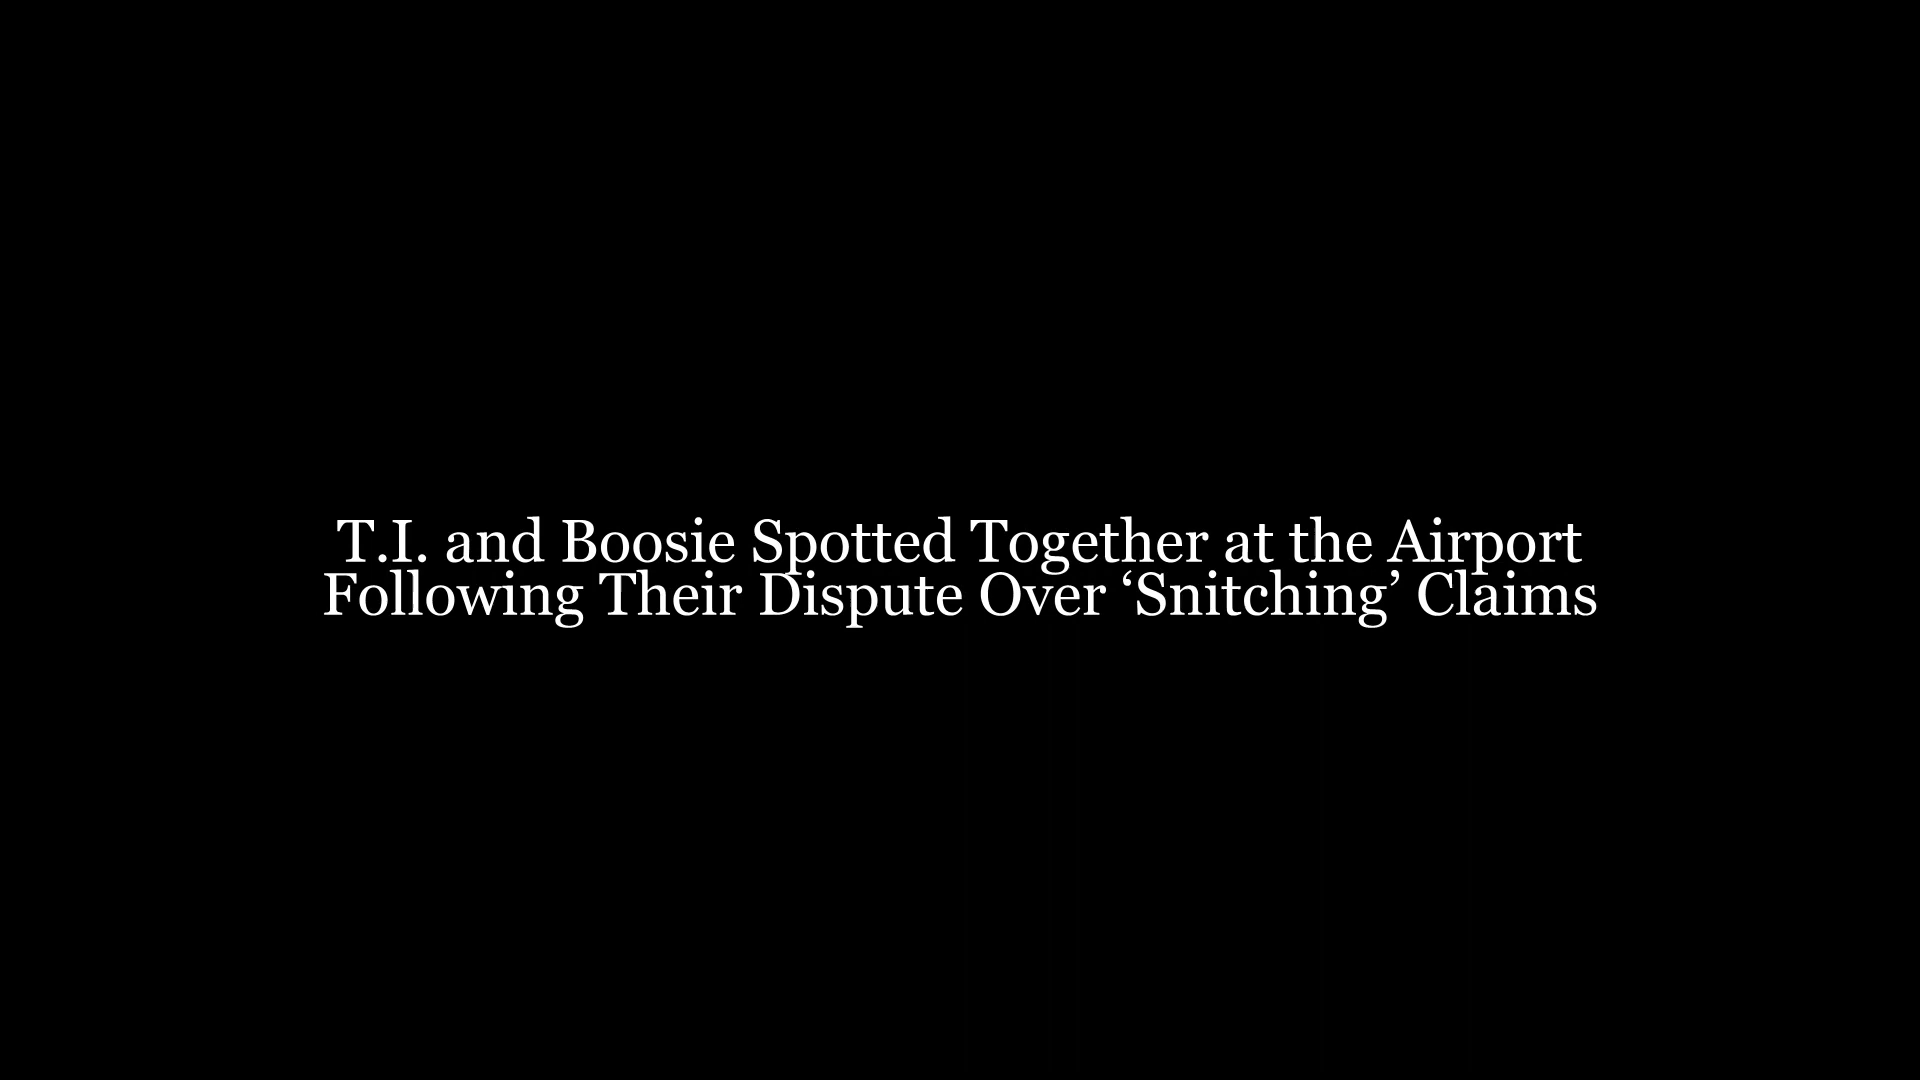 T.I. and Boosie Spotted Together at the Airport
Following Their Dispute Over ‘Snitching’ Claims